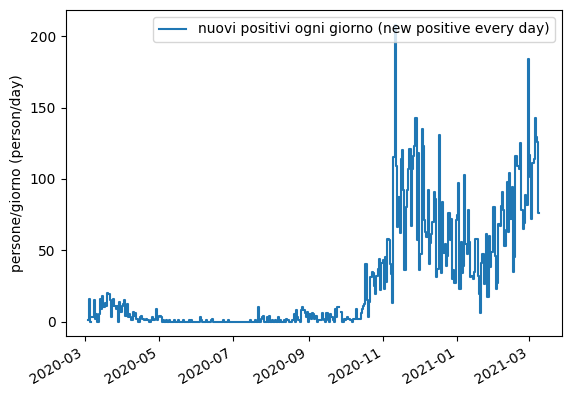 nuovi positivi ogni giorno (new positive every day)
persone/giorno (person/day)
200
150
100
50
0
2020-03 2020-05 2020-07 2020-09 2020-11 2021-01 2021-03